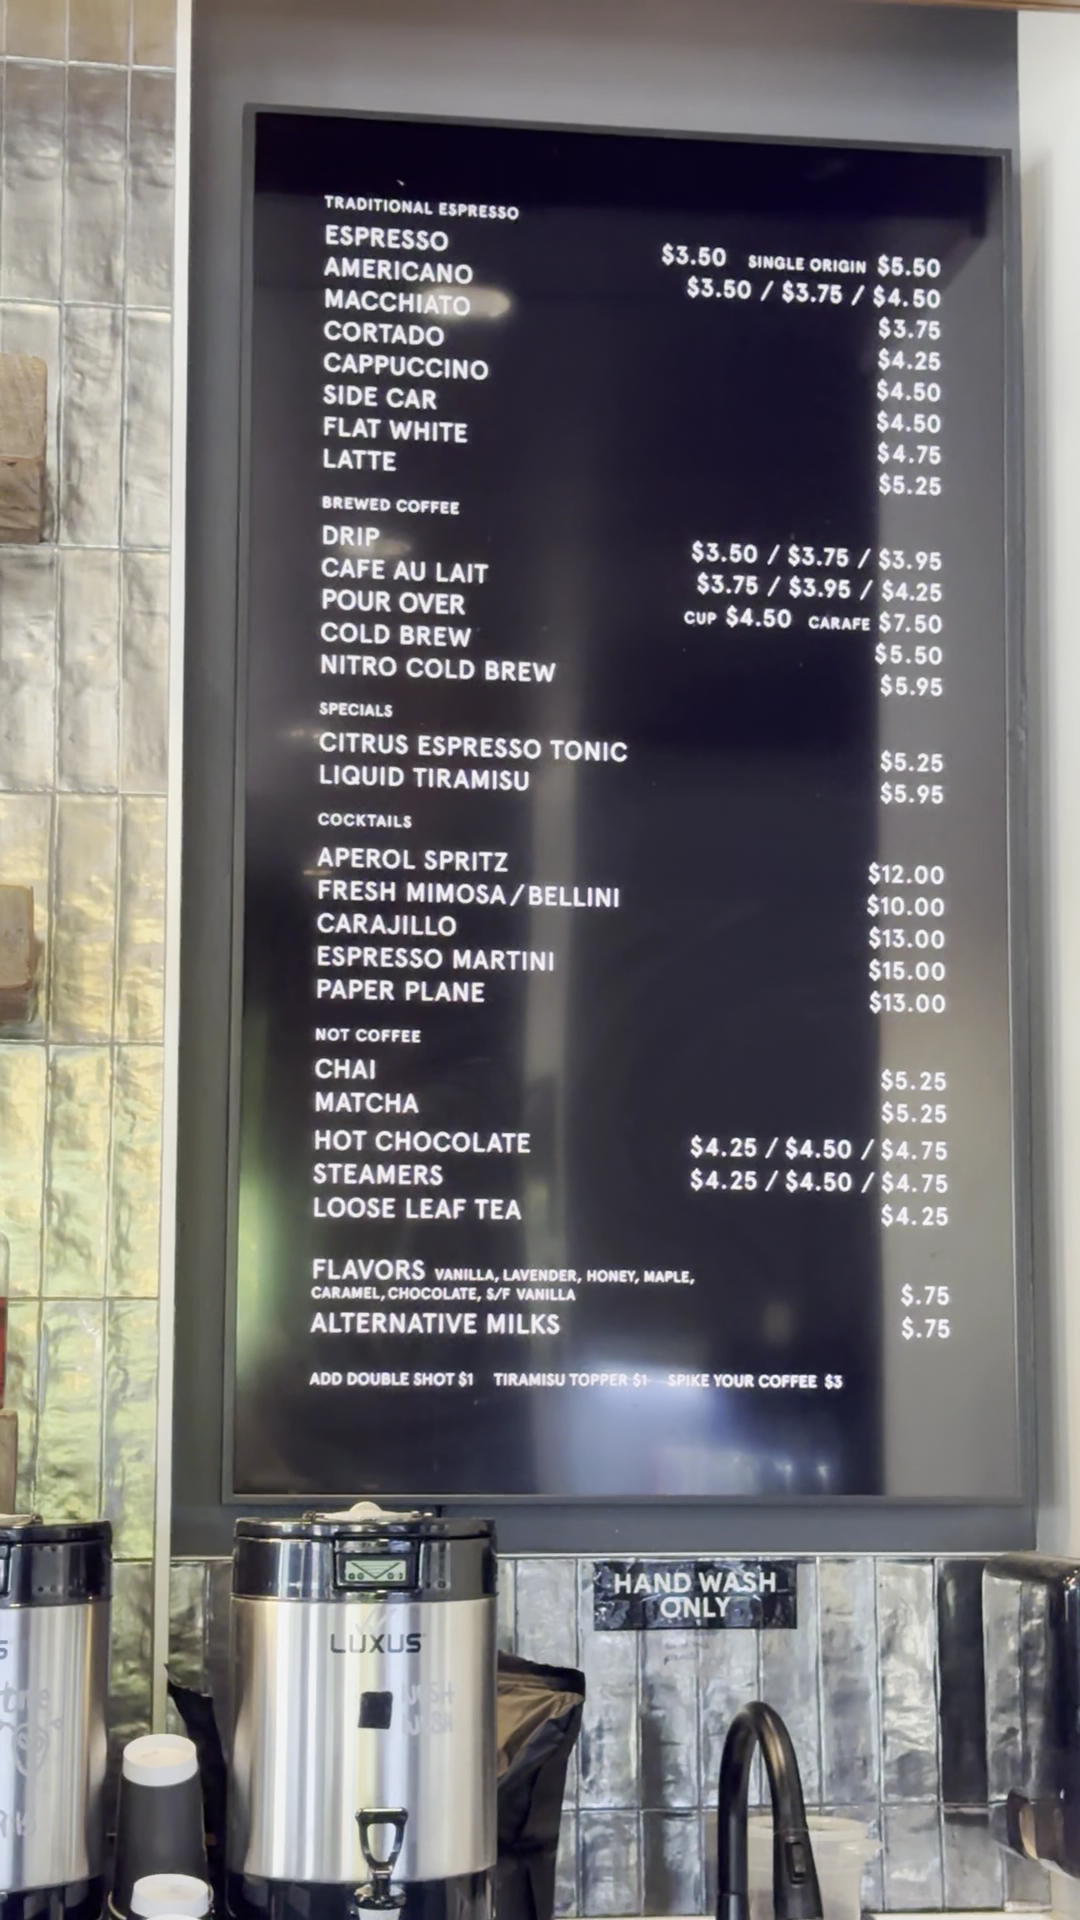 TRADITIONAL ESPRESSO
ESPRESSO $3.50 SINGLE ORIGIN $5.50
AMERICANO $3.50 / $3.75 / $4.50
MACCHIATO $3.75
CORTADO $4.25
CAPPUCCINO $4.50
SIDE CAR $4.50
FLAT WHITE $4.75
LATTE $5.25
BREWED COFFEE
DRIP $3.50 / $3.75 / $3.95
CAFE AU LAIT $3.75 / $3.95 / $4.25
POUR OVER CUP $4.50 CARAFE $7.50
COLD BREW $5.50
NITRO COLD BREW $5.95
SPECIALS
CITRUS ESPRESSO TONIC $5.25
LIQUID TIRAMISU $5.95
COCKTAILS
APEROL SPRITZ $12.00
FRESH MIMOSA/BELLINI $10.00
CARAJILLO $13.00
ESPRESSO MARTINI $15.00
PAPER PLANE $13.00
NOT COFFEE
CHAI $5.25
MATCHA $5.25
HOT CHOCOLATE $4.25 / $4.50 / $4.75
STEAMERS $4.25 / $4.50 / $4.75
LOOSE LEAF TEA $4.25
FLAVORS VANILLA, LAVENDER, HONEY, MAPLE,
CARAMEL, CHOCOLATE, S/F VANILLA $.75
ALTERNATIVE MILKS $.75
ADD DOUBLE SHOT $1 TIRAMISU TOPPER $1 SPIKE YOUR COFFEE $3
HAND WASH
ONLY
LUXUS